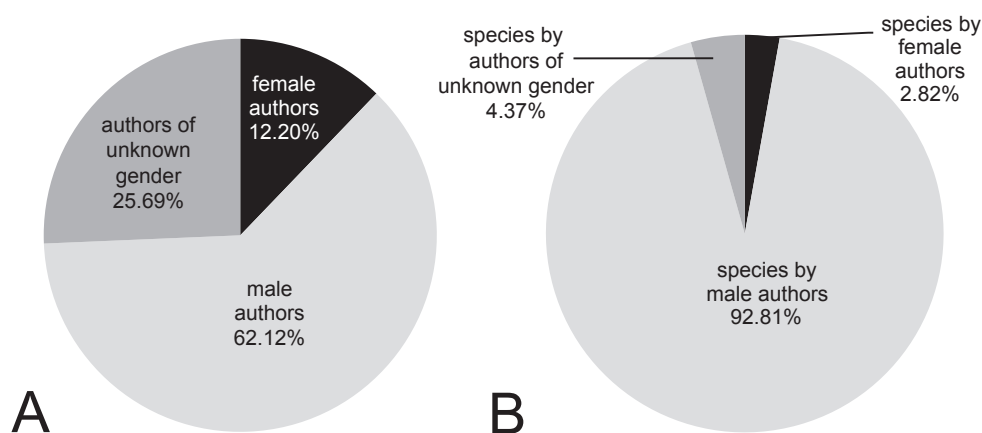 female
authors
12.20%
authors of
unknown
gender
25.69%
male
authors
62.12%
A
species by
authors of
unknown gender
4.37%
species by
female
authors
2.82%
species by
male authors
92.81%
B